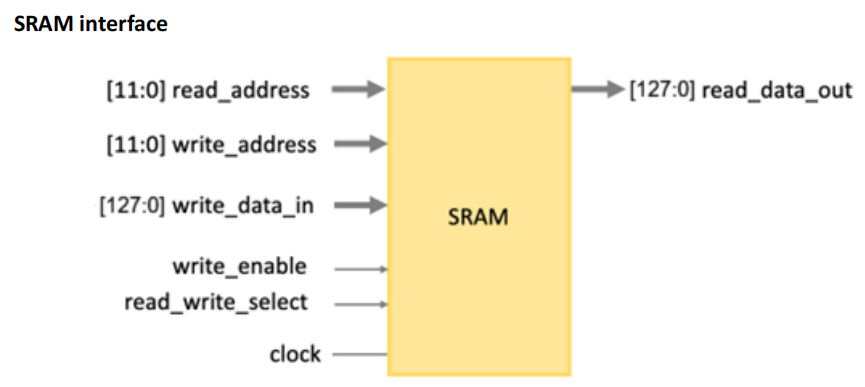 SRAM interface
[11:0] read_address
[127:0] read_data_out
[11:0] write_address
[127:0] write_data_in
SRAM
write_enable
read_write_select
clock